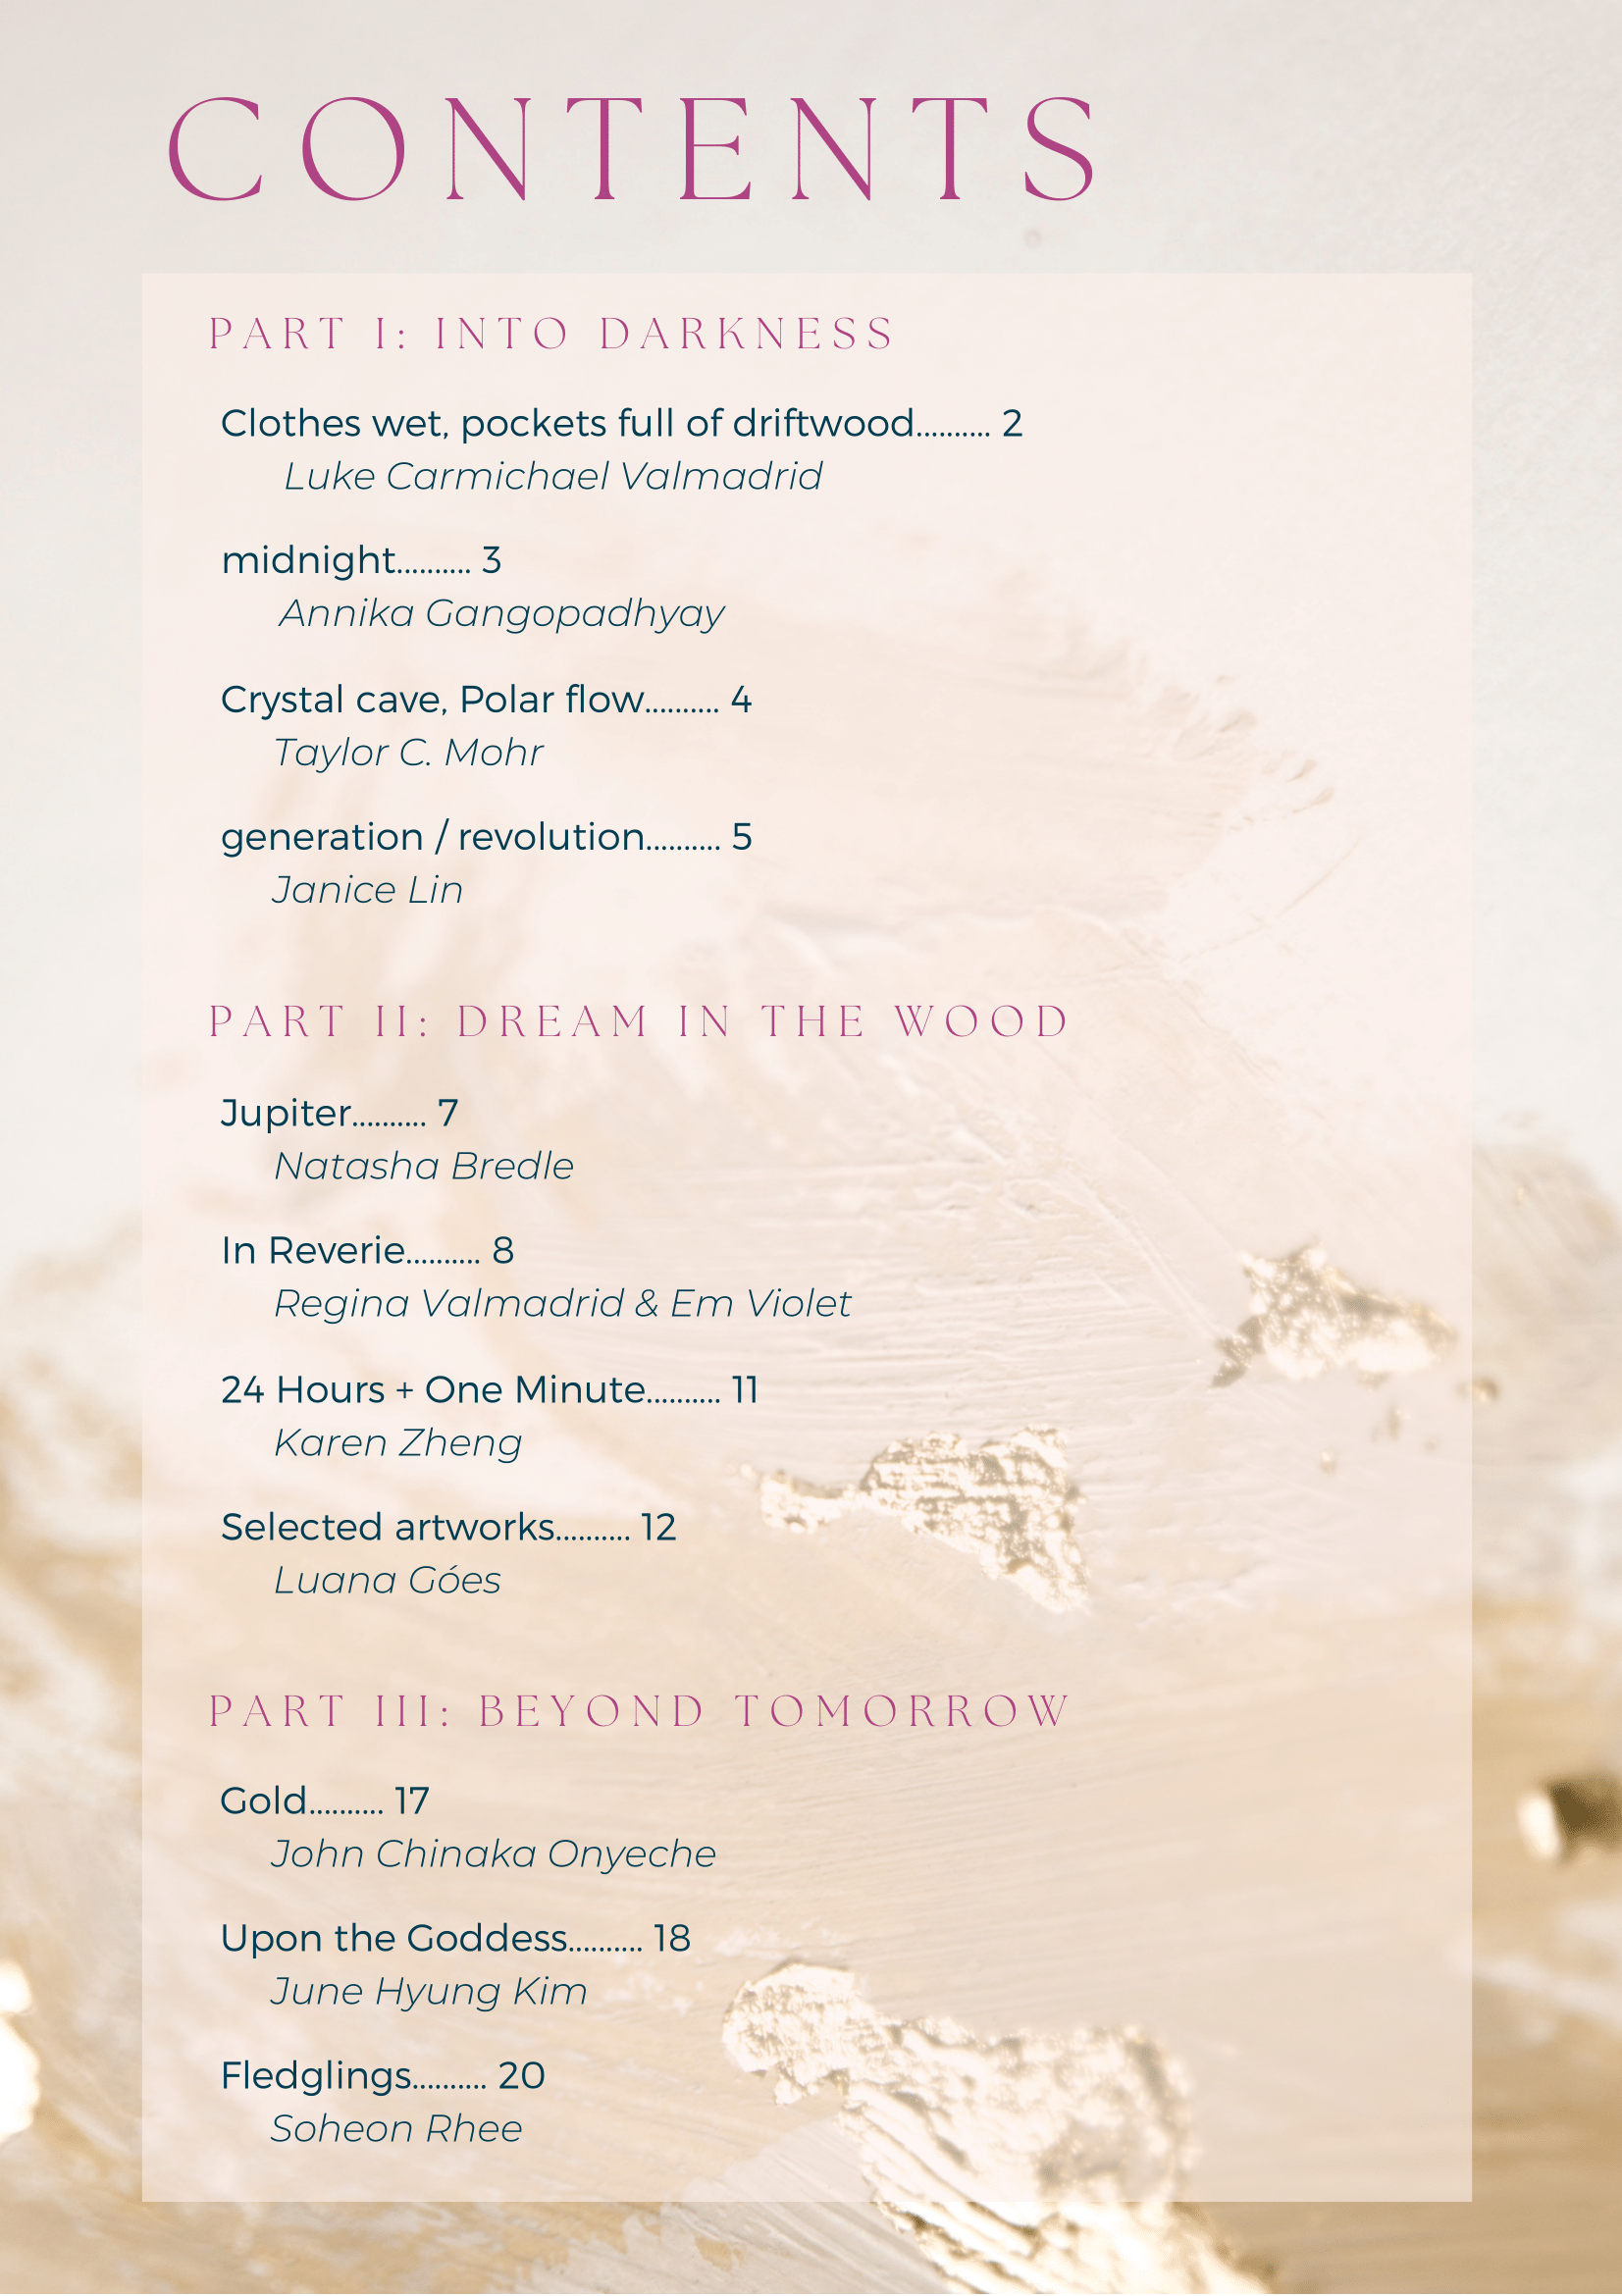 CONTENTS
PART I: INTO DARKNESS
Clothes wet, pockets full of driftwood.......... 2
Luke Carmichael Valmadrid
midnight.......... 3
Annika Gangopadhyay
Crystal cave, Polar flow.......... 4
Taylor C. Mohr
generation / revolution.......... 5
Janice Lin
PART II: DREAM IN THE WOOD
Jupiter.......... 7
Natasha Bredle
In Reverie.......... 8
Regina Valmadrid & Em Violet
24 Hours + One Minute.......... 11
Karen Zheng
Selected artworks.......... 12
Luana Góes
PART III: BEYOND TOMORROW
Gold.......... 17
John Chinaka Onyeche
Upon the Goddess.......... 18
June Hyung Kim
Fledglings.......... 20
Soheon Rhee